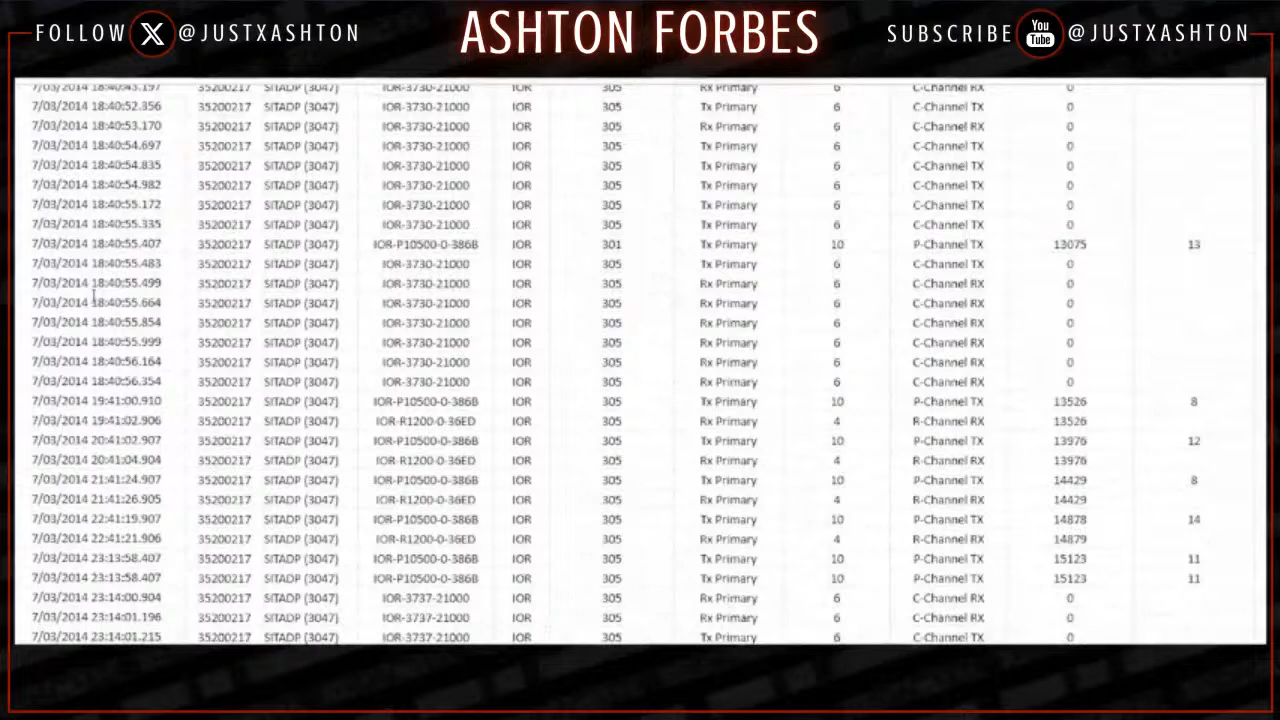 FOLLOW X @JUSTXASHTON
ASHTON FORBES
SUBSCRIBE You Tube @JUSTXASHTON
7/03/2014 18:40:43.197 35200217 SITADP (3047) IOR-3730-21000 IOR 305 Rx Primary 6 C-Channel RX 0
7/03/2014 18:40:52.356 35200217 SITADP (3047) IOR-3730-21000 IOR 305 Tx Primary 6 C-Channel TX 0
7/03/2014 18:40:53.170 35200217 SITADP (3047) IOR-3730-21000 IOR 305 Rx Primary 6 C-Channel RX 0
7/03/2014 18:40:54.697 35200217 SITADP (3047) IOR-3730-21000 IOR 305 Tx Primary 6 C-Channel TX 0
7/03/2014 18:40:54.835 35200217 SITADP (3047) IOR-3730-21000 IOR 305 Tx Primary 6 C-Channel TX 0
7/03/2014 18:40:54.982 35200217 SITADP (3047) IOR-3730-21000 IOR 305 Tx Primary 6 C-Channel TX 0
7/03/2014 18:40:55.172 35200217 SITADP (3047) IOR-3730-21000 IOR 305 Tx Primary 6 C-Channel TX 0
7/03/2014 18:40:55.335 35200217 SITADP (3047) IOR-3730-21000 IOR 305 Tx Primary 6 C-Channel TX 0
7/03/2014 18:40:55.407 35200217 SITADP (3047) IOR-P10500-0-386B IOR 301 Tx Primary 10 P-Channel TX 13075 13
7/03/2014 18:40:55.483 35200217 SITADP (3047) IOR-3730-21000 IOR 305 Tx Primary 6 C-Channel TX 0
7/03/2014 18:40:55.499 35200217 SITADP (3047) IOR-3730-21000 IOR 305 Rx Primary 6 C-Channel RX 0
7/03/2014 18:40:55.664 35200217 SITADP (3047) IOR-3730-21000 IOR 305 Rx Primary 6 C-Channel RX 0
7/03/2014 18:40:55.854 35200217 SITADP (3047) IOR-3730-21000 IOR 305 Rx Primary 6 C-Channel RX 0
7/03/2014 18:40:55.999 35200217 SITADP (3047) IOR-3730-21000 IOR 305 Rx Primary 6 C-Channel RX 0
7/03/2014 18:40:56.164 35200217 SITADP (3047) IOR-3730-21000 IOR 305 Rx Primary 6 C-Channel RX 0
7/03/2014 18:40:56.354 35200217 SITADP (3047) IOR-3730-21000 IOR 305 Rx Primary 6 C-Channel RX 0
7/03/2014 19:41:00.910 35200217 SITADP (3047) IOR-P10500-0-386B IOR 305 Tx Primary 10 P-Channel TX 13526 8
7/03/2014 19:41:02.906 35200217 SITADP (3047) IOR-R1200-0-36ED IOR 305 Rx Primary 4 R-Channel RX 13526
7/03/2014 20:41:02.907 35200217 SITADP (3047) IOR-P10500-0-386B IOR 305 Tx Primary 10 P-Channel TX 13976 12
7/03/2014 20:41:04.904 35200217 SITADP (3047) IOR-R1200-0-36ED IOR 305 Rx Primary 4 R-Channel RX 13976
7/03/2014 21:41:24.907 35200217 SITADP (3047) IOR-P10500-0-386B IOR 305 Tx Primary 10 P-Channel TX 14429 8
7/03/2014 21:41:26.905 35200217 SITADP (3047) IOR-R1200-0-36ED IOR 305 Rx Primary 4 R-Channel RX 14429
7/03/2014 22:41:19.907 35200217 SITADP (3047) IOR-P10500-0-386B IOR 305 Tx Primary 10 P-Channel TX 14878 14
7/03/2014 22:41:21.906 35200217 SITADP (3047) IOR-R1200-0-36ED IOR 305 Rx Primary 4 R-Channel RX 14879
7/03/2014 23:13:58.407 35200217 SITADP (3047) IOR-P10500-0-386B IOR 305 Tx Primary 10 P-Channel TX 15123 11
7/03/2014 23:13:58.407 35200217 SITADP (3047) IOR-P10500-0-386B IOR 305 Tx Primary 10 P-Channel TX 15123 11
7/03/2014 23:14:00.904 35200217 SITADP (3047) IOR-3737-21000 IOR 305 Rx Primary 6 C-Channel RX 0
7/03/2014 23:14:01.196 35200217 SITADP (3047) IOR-3737-21000 IOR 305 Rx Primary 6 C-Channel RX 0
7/03/2014 23:14:01.215 35200217 SITADP (3047) IOR-3737-21000 IOR 305 Tx Primary 6 C-Channel TX 0